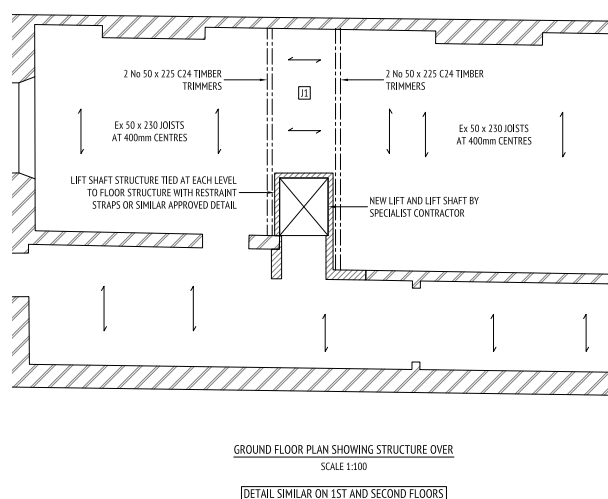 2 No 50 x 225 C24 TIMBER
TRIMMERS
J1
2 No 50 x 225 C24 TIMBER
TRIMMERS
Ex 50 x 230 JOISTS
AT 400mm CENTRES
Ex 50 x 230 JOISTS
AT 400mm CENTRES
LIFT SHAFT STRUCTURE TIED AT EACH LEVEL
TO FLOOR STRUCTURE WITH RESTRAINT
STRAPS OR SIMILAR APPROVED DETAIL
NEW LIFT AND LIFT SHAFT BY
SPECIALIST CONTRACTOR
GROUND FLOOR PLAN SHOWING STRUCTURE OVER
SCALE 1:100
DETAIL SIMILAR ON 1ST AND SECOND FLOORS